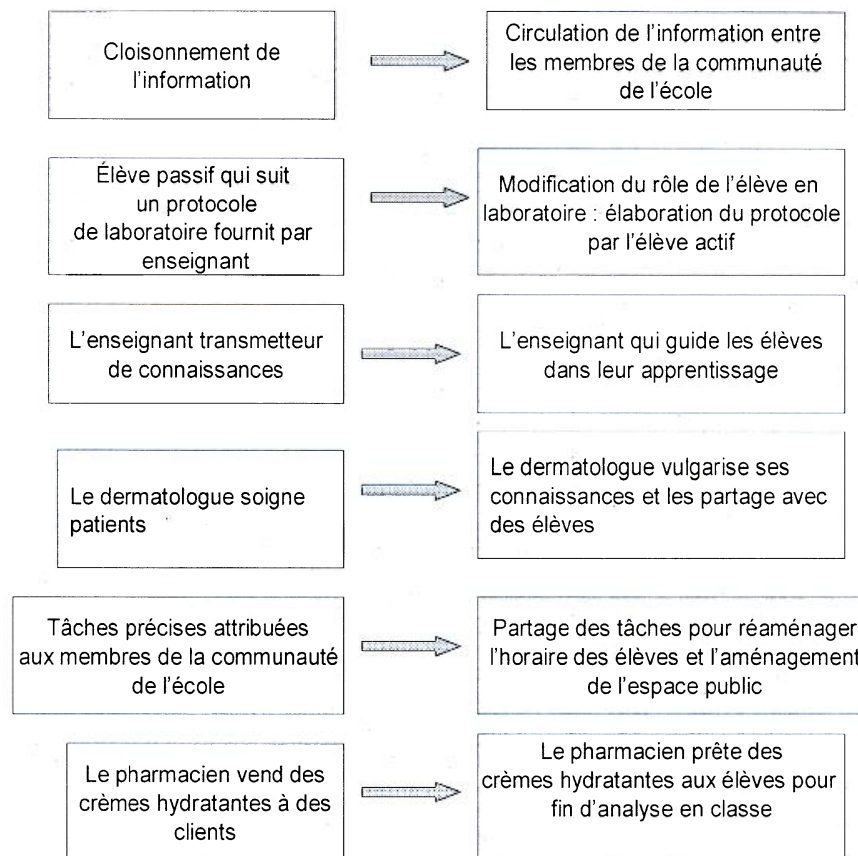 Cloisonnement de
l'information
Circulation de l'information entre
les membres de la communauté
de l'école
Élève passif qui suit
un protocole
de laboratoire fournit par
enseignant
Modification du rôle de l'élève en
laboratoire : élaboration du protocole
par l'élève actif
L'enseignant transmetteur
de connaissances
L'enseignant qui guide les élèves
dans leur apprentissage
Le dermatologue soigne
patients
Le dermatologue vulgarise ses
connaissances et les partage avec
des élèves
Tâches précises attribuées
aux membres de la communauté
de l'école
Partage des tâches pour réaménager
l'horaire des élèves et l'aménagement
de l'espace public
Le pharmacien vend des
crèmes hydratantes à des
clients
Le pharmacien prête des
crèmes hydratantes aux élèves pour
fin d'analyse en classe